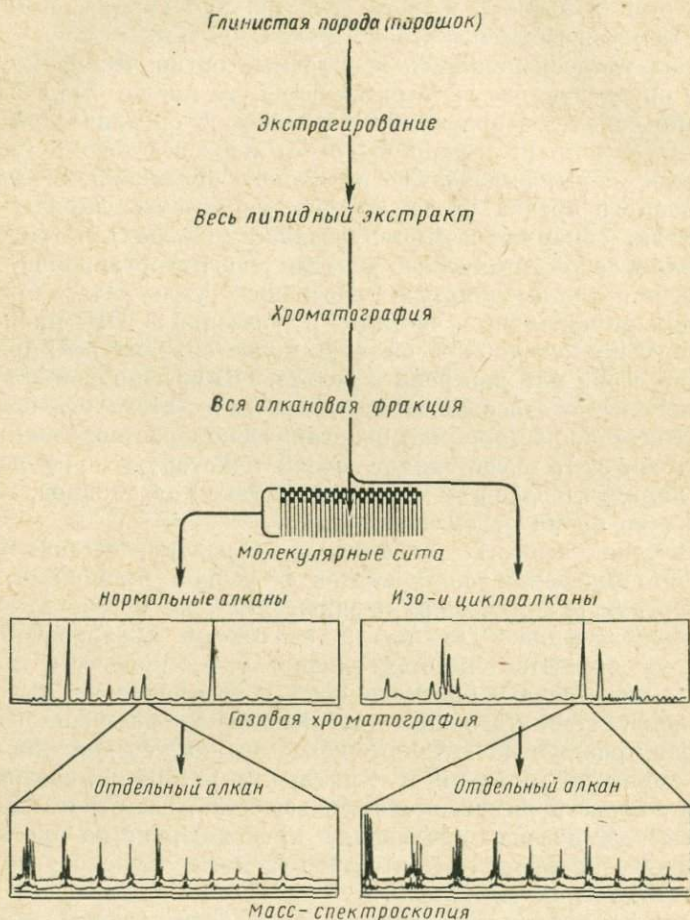 Глинистая порода (порошок)
Экстрагирование
Весь липидный экстракт
Хроматография
Вся алкановая фракция
Молекулярные сита
Нормальные алканы
Изо- и циклоалканы
Газовая хроматография
Отдельный алкан
Отдельный алкан
Масс-спектроскопия